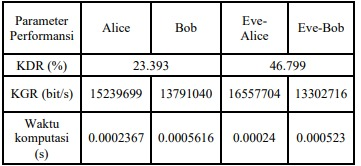 Parameter
Performansi
Alice
Bob
Eve-
Alice
Eve-Bob
KDR (%)
23.393
46.799
KGR (bit/s)
15239699
13791040
16557704
13302716
Waktu
komputasi
(s)
0.0002367
0.0005616
0.00024
0.000523